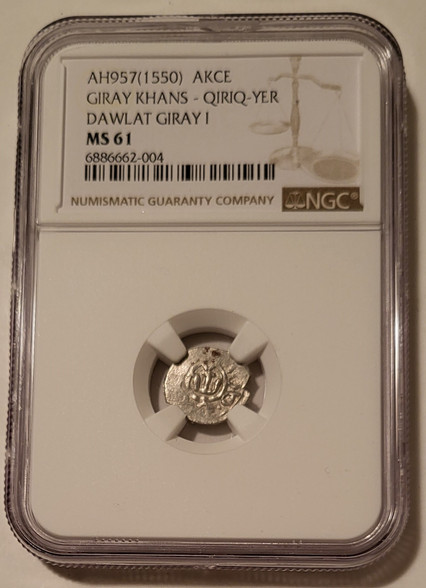 AH957(1550) AKCE
GIRAY KHANS - QIRIQ-YER
DAWLAT GIRAY I
MS 61
6886662-004
NUMISMATIC GUARANTY COMPANY NGC®